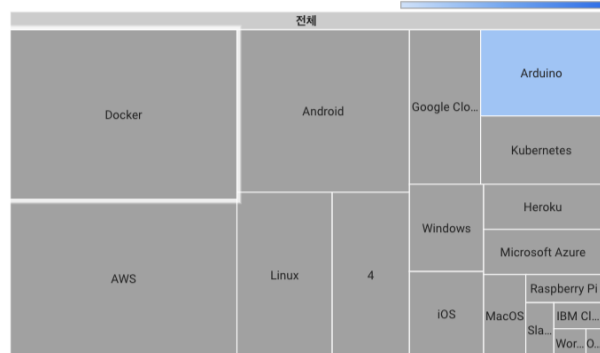 전체
Docker
Android
Google Clo...
Arduino
Kubernetes
AWS
Linux
4
Windows
Heroku
Microsoft Azure
iOS
MacOS
Raspberry Pi
Sla...
IBM Cl...
Wor...
O...